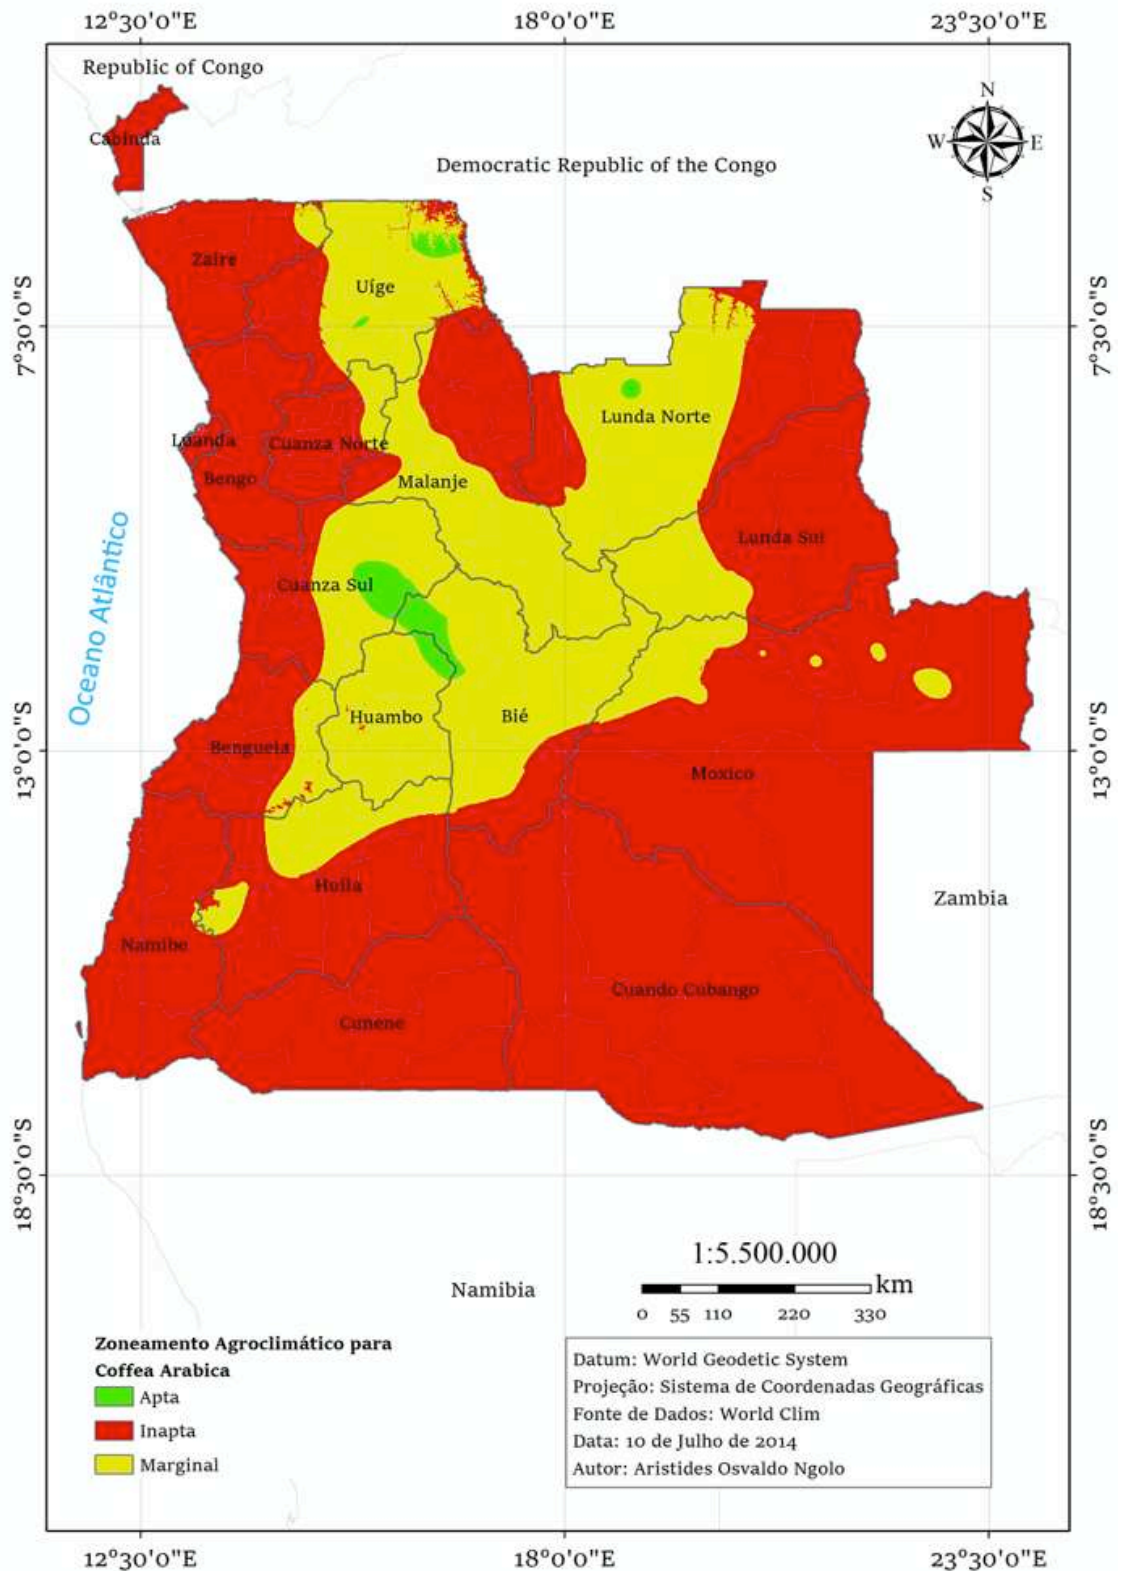 12°30'0"E 18°0'0"E 23°30'0"E
Republic of Congo
N
Cabinda
W E
Democratic Republic of the Congo
S
Zaire
Uíge
7°30'0"S 7°30'0"S
Lunda Norte
Luanda
Cuanza Norte
Bengo
Malanje
Lunda Sul
Cuanza Sul
Oceano Atlântico
Huambo
Bié
Benguela
13°0'0"S 13°0'0"S
Moxico
Huíla
Zambia
Namibe
Cuando Cubango
Cunene
18°30'0"S 18°30'0"S
1:5.500.000
Namibia
km
0 55 110 220 330
Zoneamento Agroclimático para
Coffea Arabica
Apta
Inapta
Marginal
Datum: World Geodetic System
Projeção: Sistema de Coordenadas Geográficas
Fonte de Dados: World Clim
Data: 10 de Julho de 2014
Autor: Aristides Osvaldo Ngolo
12°30'0"E 18°0'0"E 23°30'0"E